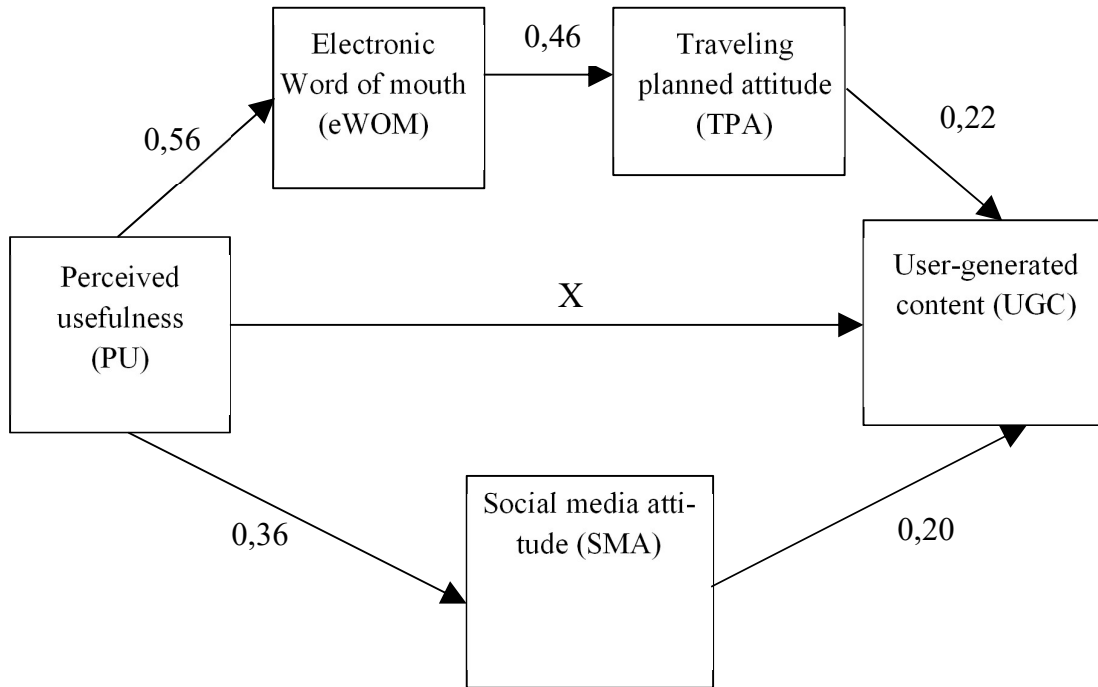 Electronic
Word of mouth
(eWOM)
0,46
Traveling
planned attitude
(TPA)
0,56
0,22
Perceived
usefulness
(PU)
X
User-generated
content (UGC)
0,36
Social media atti-
tude (SMA)
0,20